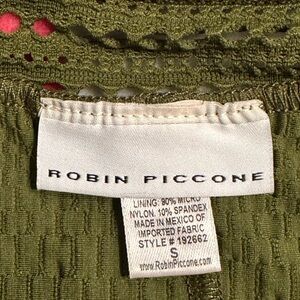 ROBIN PICCONE
LINING: 90% MICRO
NYLON. 10% SPANDEX
MADE IN MEXICO OF
IMPORTED FABRIC
STYLE # 192662
S
www.RobinPiccone.com